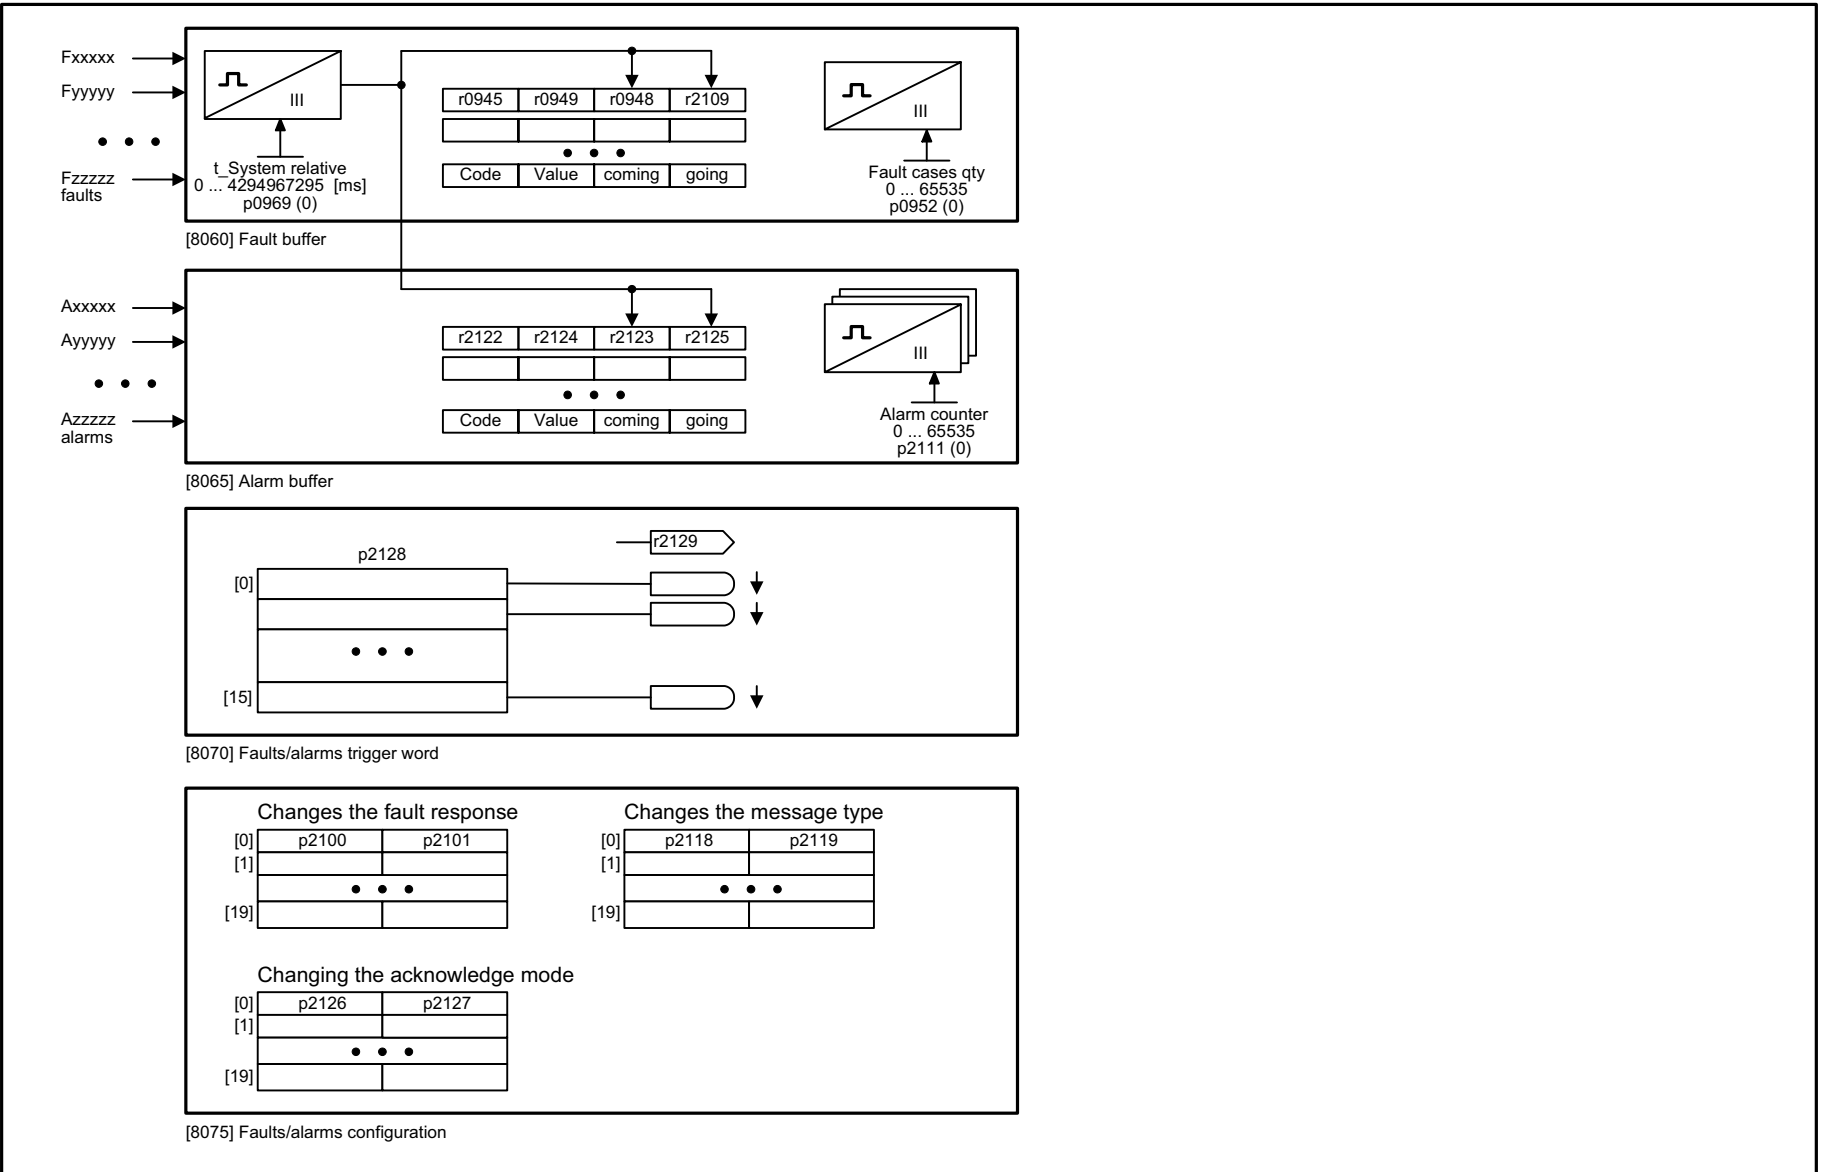 Fxxxxx
Fyyyyy
Fzzzzz
faults
III
t_System relative
0 ... 4294967295 [ms]
p0969 (0)
r0945 r0949 r0948 r2109
Code Value coming going
III
Fault cases qty
0 ... 65535
p0952 (0)
[8060] Fault buffer
Axxxxx
Ayyyyy
Azzzzz
alarms
r2122 r2124 r2123 r2125
Code Value coming going
III
Alarm counter
0 ... 65535
p2111 (0)
[8065] Alarm buffer
p2128
r2129
[0]
[15]
[8070] Faults/alarms trigger word
Changes the fault response
[0] p2100 p2101
[1]
[19]
Changes the message type
[0] p2118 p2119
[1]
[19]
Changing the acknowledge mode
[0] p2126 p2127
[1]
[19]
[8075] Faults/alarms configuration